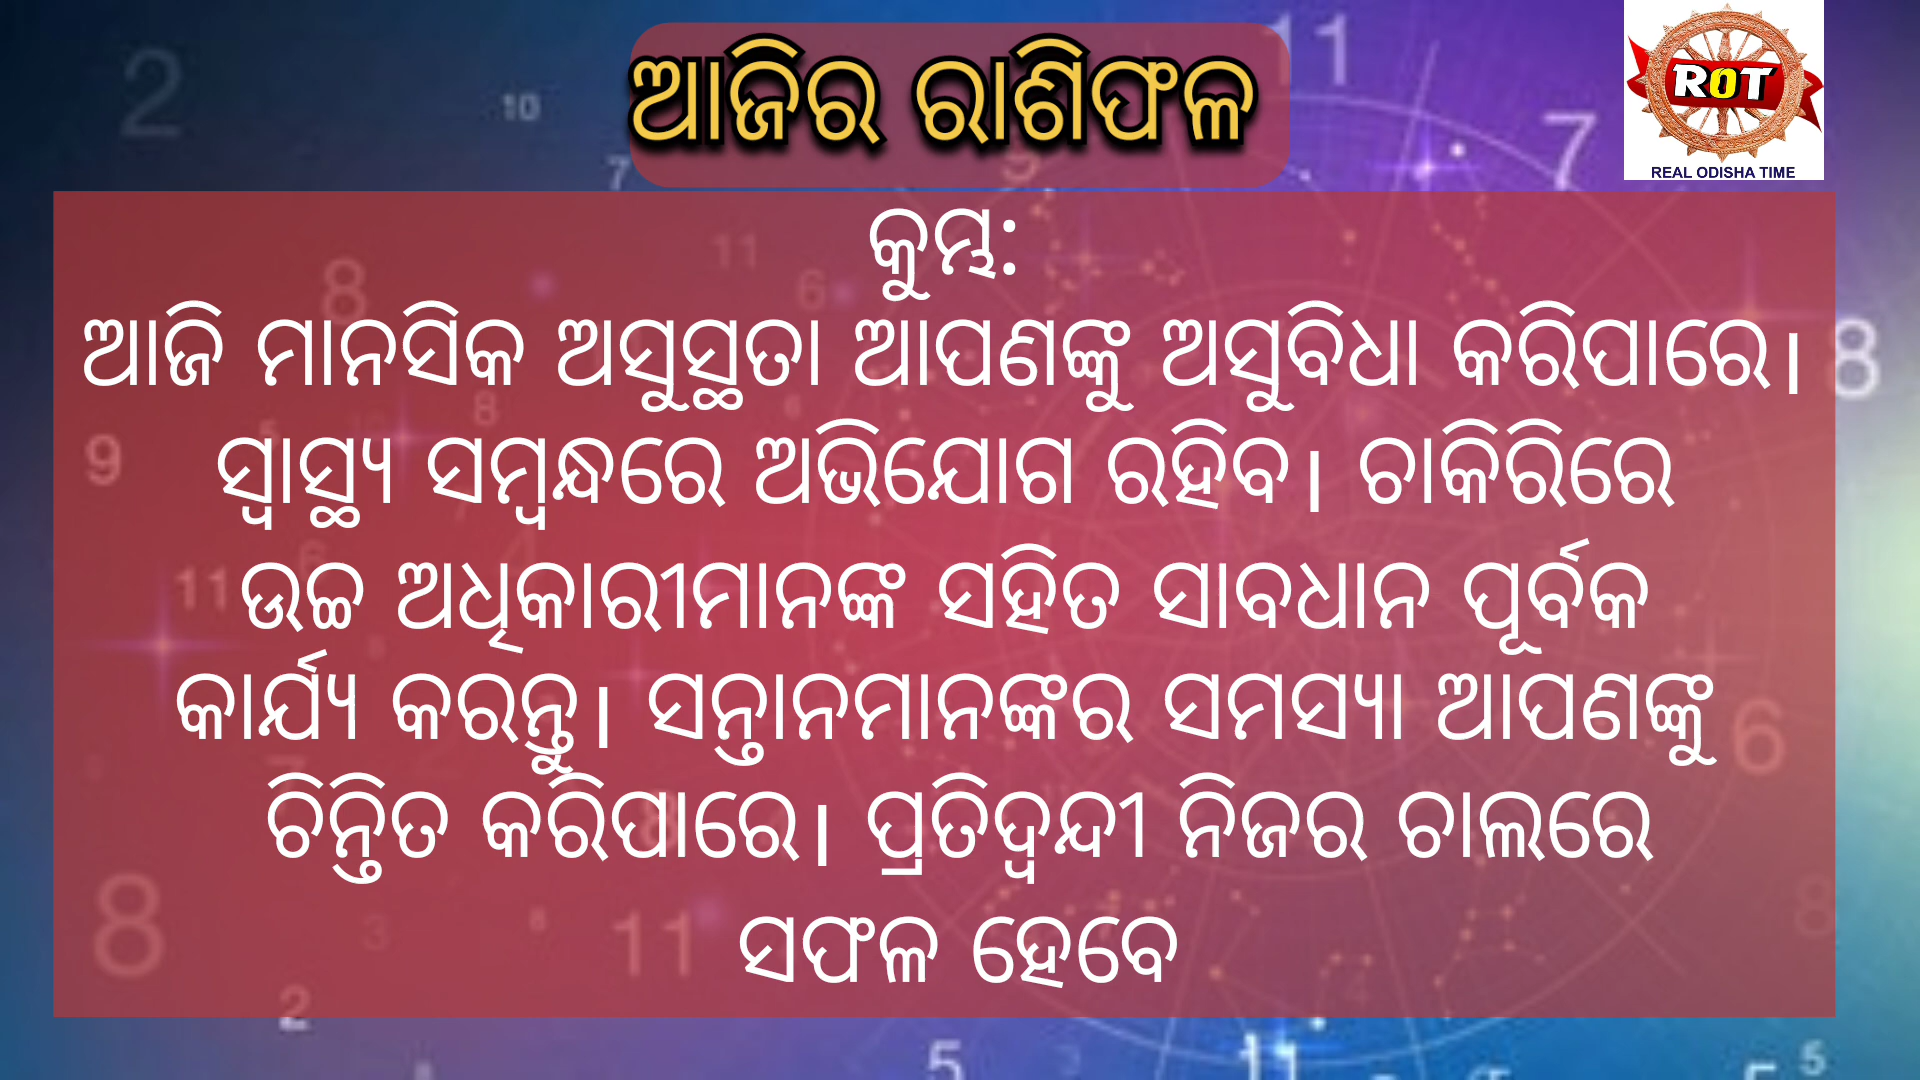 ଆଜିର ରାଶିଫଳ
ROT
REAL ODISHA TIME
କୁମ୍ଭ:
ଆଜି ମାନସିକ ଅସୁସ୍ଥତା ଆପଣଙ୍କୁ ଅସୁବିଧା କରିପାରେ।
ସ୍ୱାସ୍ଥ୍ୟ ସମ୍ବନ୍ଧରେ ଅଭିଯୋଗ ରହିବ। ଚାକିରିରେ
ଉଚ୍ଚ ଅଧିକାରୀମାନଙ୍କ ସହିତ ସାବଧାନ ପୂର୍ବକ
କାର୍ଯ୍ୟ କରନ୍ତୁ। ସନ୍ତାନମାନଙ୍କର ସମସ୍ୟା ଆପଣଙ୍କୁ
ଚିନ୍ତିତ କରିପାରେ। ପ୍ରତିଦ୍ୱନ୍ଦୀ ନିଜର ଚାଲରେ
ସଫଳ ହେବେ